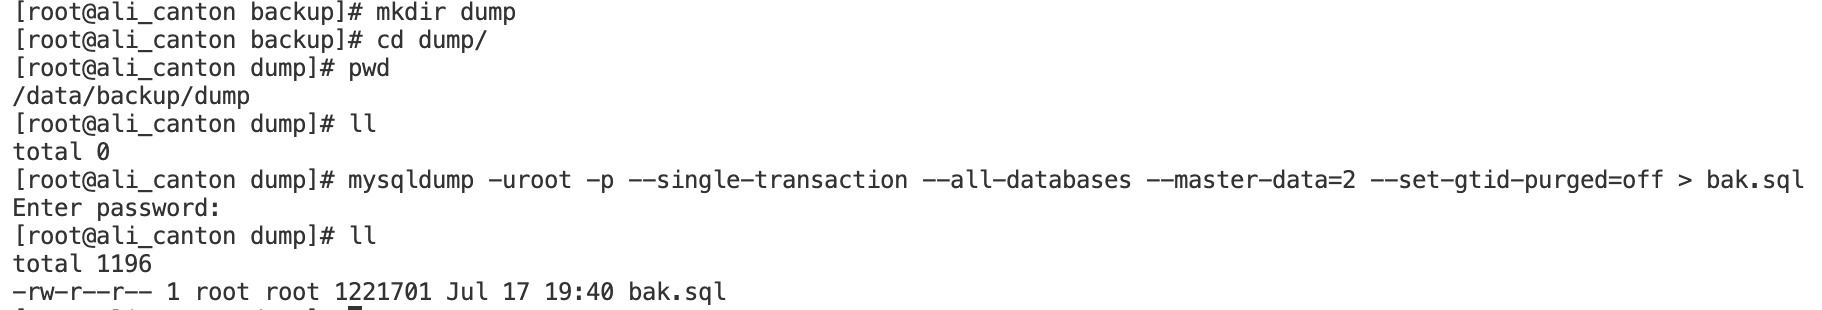 [root@ali_canton backup]# mkdir dump
[root@ali_canton backup]# cd dump/
[root@ali_canton dump]# pwd
/data/backup/dump
[root@ali_canton dump]# ll
total 0
[root@ali_canton dump]# mysqldump -uroot -p --single-transaction --all-databases --master-data=2 --set-gtid-purged=off > bak.sql
Enter password:
[root@ali_canton dump]# ll
total 1196
-rw-r--r-- 1 root root 1221701 Jul 17 19:40 bak.sql